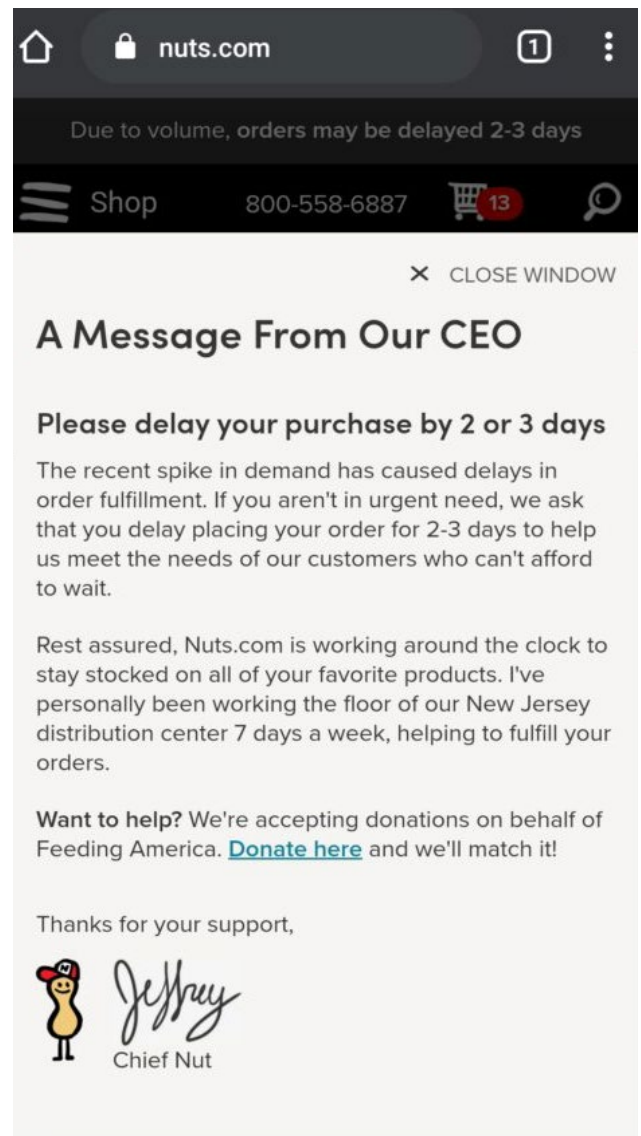 nuts.com 1
Due to volume, orders may be delayed 2-3 days
Shop 800-558-6887 13
× CLOSE WINDOW
A Message From Our CEO
Please delay your purchase by 2 or 3 days
The recent spike in demand has caused delays in
order fulfillment. If you aren't in urgent need, we ask
that you delay placing your order for 2-3 days to help
us meet the needs of our customers who can't afford
to wait.
Rest assured, Nuts.com is working around the clock to
stay stocked on all of your favorite products. I've
personally been working the floor of our New Jersey
distribution center 7 days a week, helping to fulfill your
orders.
Want to help? We're accepting donations on behalf of
Feeding America. Donate here and we'll match it!
Thanks for your support,
N
Jeffrey
Chief Nut